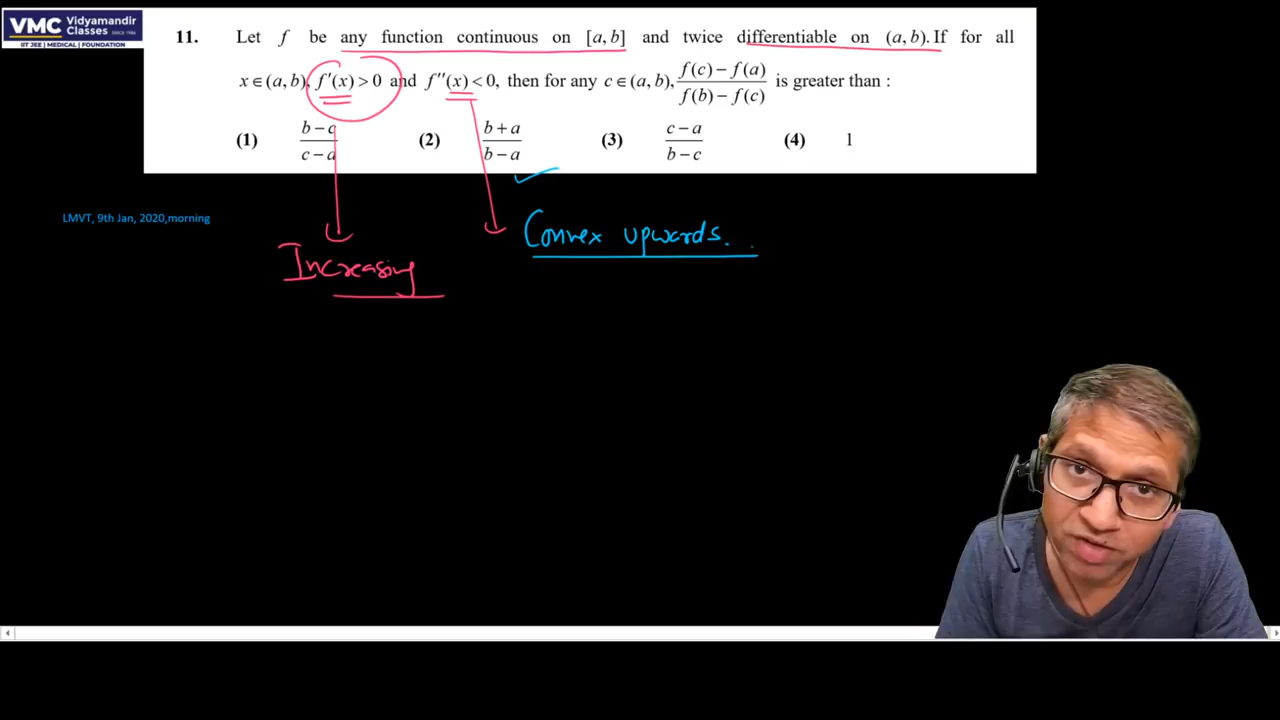 VMC Vidyamandir Classes SINCE 1986
IIT JEE | MEDICAL | FOUNDATION
11. Let f be any function continuous on [a, b] and twice differentiable on (a, b). If for all
x ∈ (a, b), f′(x) > 0 and f″(x) < 0, then for any c ∈ (a, b), (f(c) − f(a))/(f(b) − f(c)) is greater than :
(1) (b − c)/(c − a) (2) (b + a)/(b − a) (3) (c − a)/(b − c) (4) 1
LMVT, 9th Jan, 2020,morning
Convex upwards.
Increasing